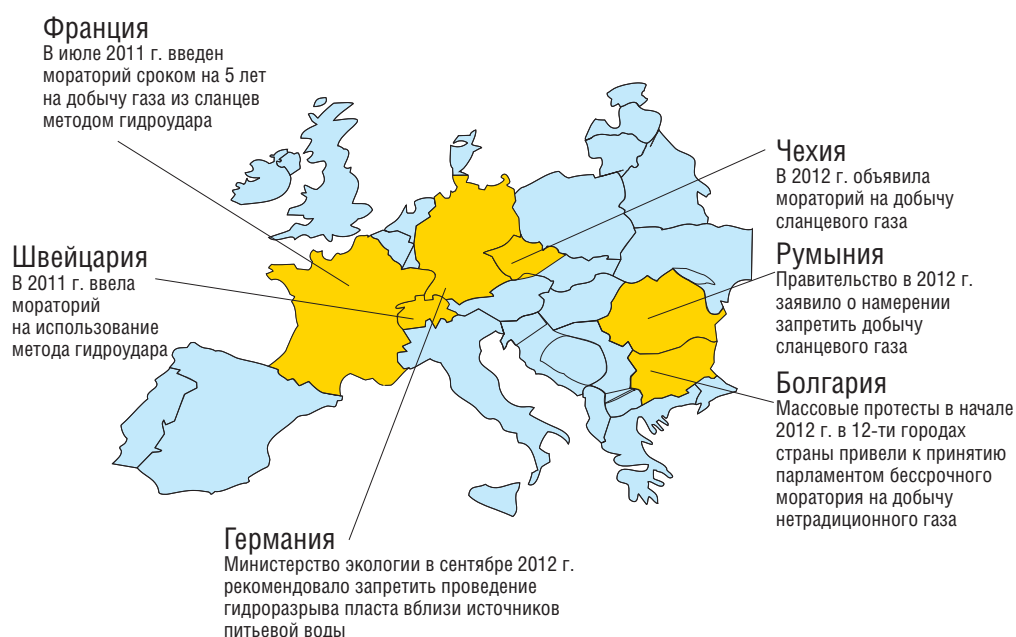 Франция
В июле 2011 г. введен
мораторий сроком на 5 лет
на добычу газа из сланцев
методом гидроудара
Швейцария
В 2011 г. ввела
мораторий
на использование
метода гидроудара
Германия
Министерство экологии в сентябре 2012 г.
рекомендовало запретить проведение
гидроразрыва пласта вблизи источников
питьевой воды
Чехия
В 2012 г. объявила
мораторий на добычу
сланцевого газа
Румыния
Правительство в 2012 г.
заявило о намерении
запретить добычу
сланцевого газа
Болгария
Массовые протесты в начале
2012 г. в 12-ти городах
страны привели к принятию
парламентом бессрочного
моратория на добычу
нетрадиционного газа